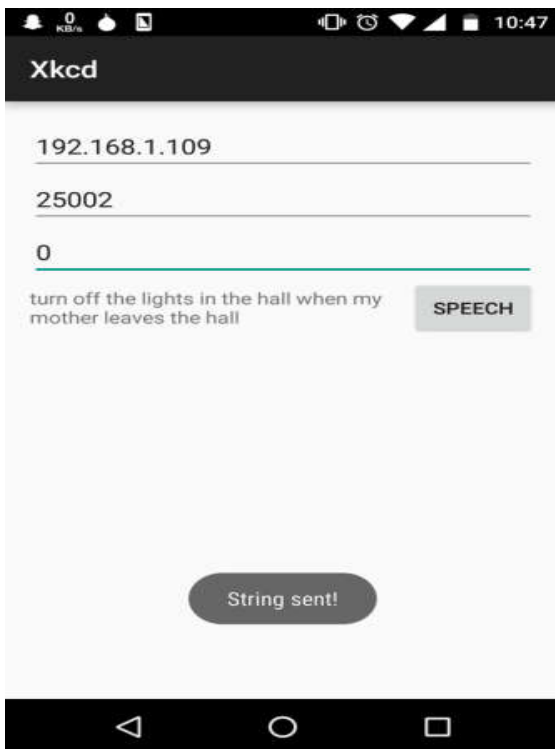 0
KB/s
10:47
Xkcd
192.168.1.109
25002
0
turn off the lights in the hall when my
mother leaves the hall
SPEECH
String sent!